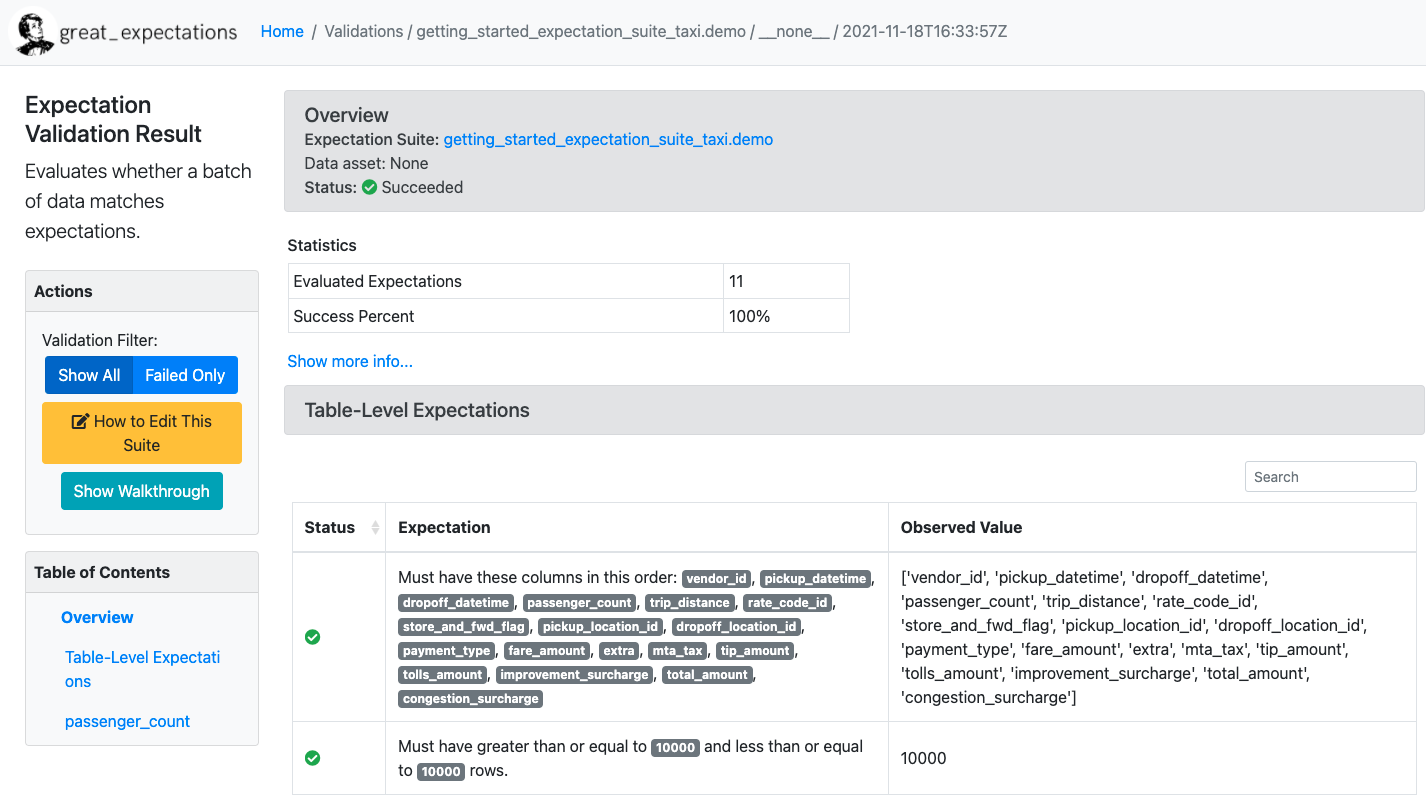 great_expectations
Home / Validations / getting_started_expectation_suite_taxi.demo / __none__ / 2021-11-18T16:33:57Z
Expectation
Validation Result
Evaluates whether a batch
of data matches
expectations.
Actions
Validation Filter:
Show All
Failed Only
How to Edit This
Suite
Show Walkthrough
Table of Contents
Overview
Table-Level Expectati
ons
passenger_count
Overview
Expectation Suite: getting_started_expectation_suite_taxi.demo
Data asset: None
Status: Succeeded
Statistics
Evaluated Expectations 11
Success Percent 100%
Show more info...
Table-Level Expectations
Search
Status Expectation Observed Value
Must have these columns in this order: vendor_id, pickup_datetime,
dropoff_datetime, passenger_count, trip_distance, rate_code_id,
store_and_fwd_flag, pickup_location_id, dropoff_location_id,
payment_type, fare_amount, extra, mta_tax, tip_amount,
tolls_amount, improvement_surcharge, total_amount,
congestion_surcharge
['vendor_id', 'pickup_datetime', 'dropoff_datetime',
'passenger_count', 'trip_distance', 'rate_code_id',
'store_and_fwd_flag', 'pickup_location_id', 'dropoff_location_id',
'payment_type', 'fare_amount', 'extra', 'mta_tax', 'tip_amount',
'tolls_amount', 'improvement_surcharge', 'total_amount',
'congestion_surcharge']
Must have greater than or equal to 10000 and less than or equal
to 10000 rows.
10000